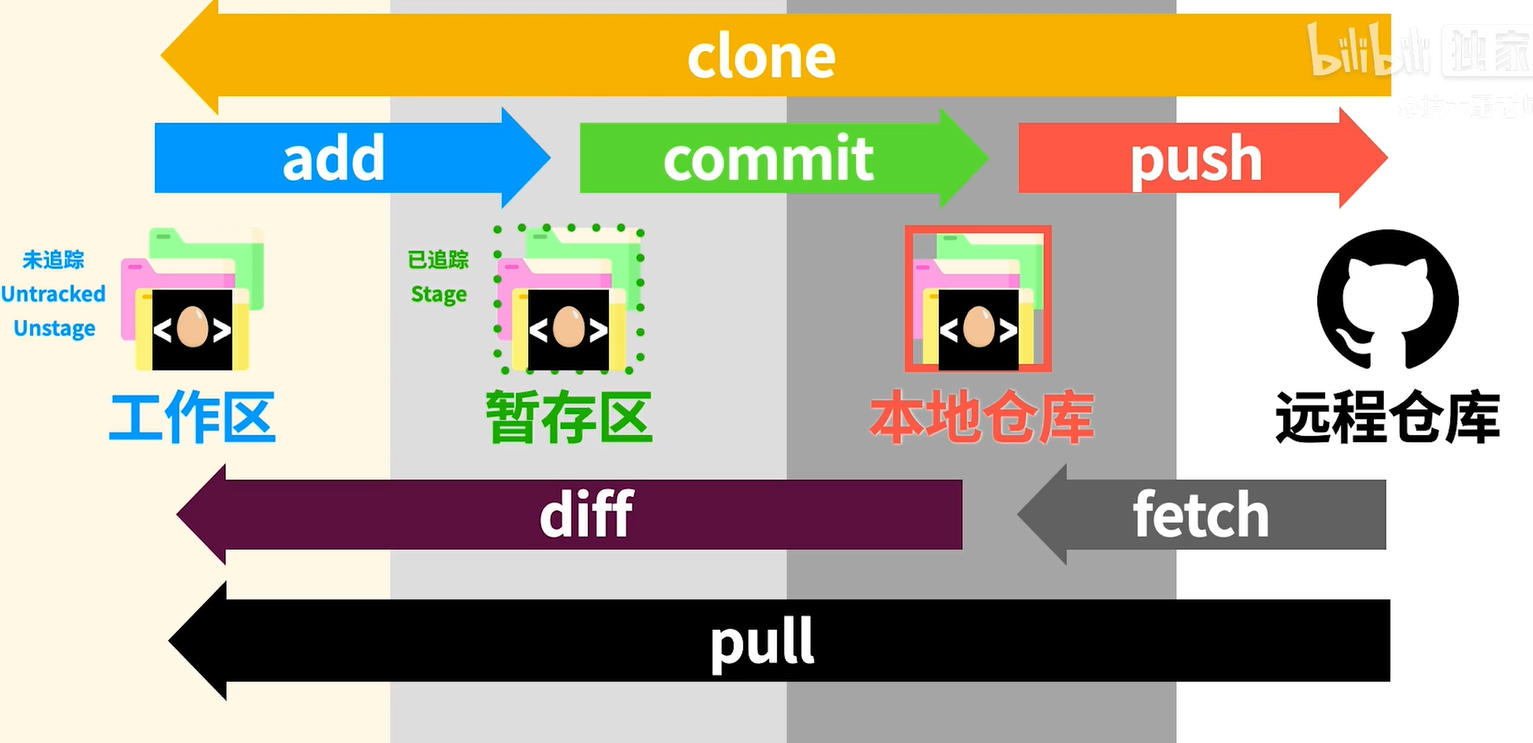 clone
bilibili 独家
add
commit
push
未追踪
Untracked
Unstage
已追踪
Stage
< >
< >
< >
工作区
暂存区
本地仓库
远程仓库
diff
fetch
pull